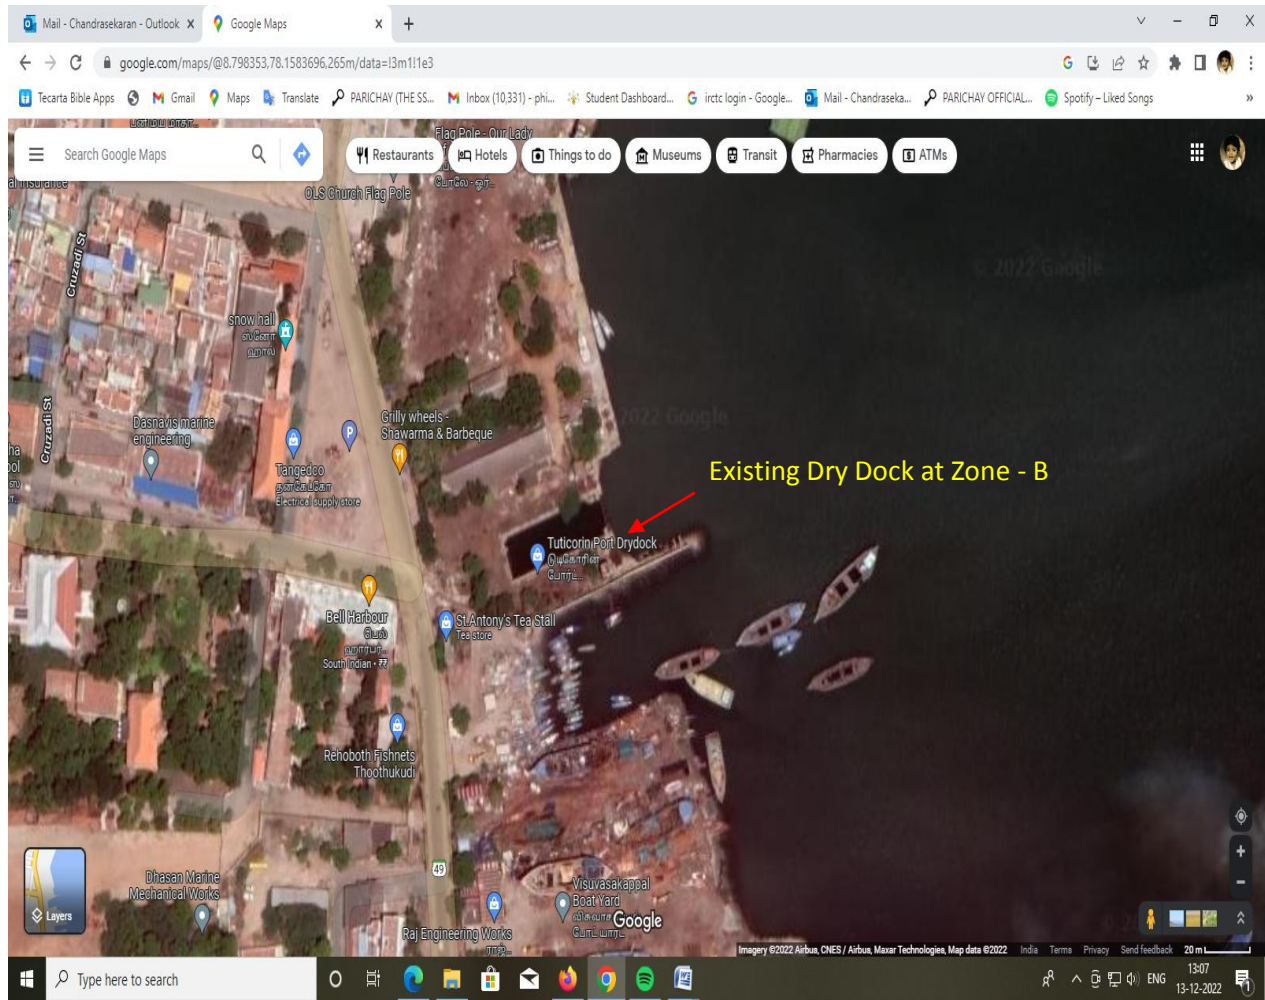 Mail - Chandrasekaran - Outlook
Google Maps
google.com/maps/@8.798353,78.1583696,265m/data=!3m1!1e3
Tecarta Bible Apps
Gmail
Maps
Translate
PARICHAY (THE SS...
Inbox (10,331) - phi...
Student Dashboard...
irctc login - Google...
Mail - Chandraseka...
PARICHAY OFFICIAL...
Spotify – Liked Songs
Search Google Maps
Restaurants
Hotels
Things to do
Museums
Transit
Pharmacies
ATMs
Flag Pole - Our Lady
OLS Church Flag Pole
Cruzadi St
© 2022 Google
snow hall
ஸ்னோ
ஹால்
2022 Google
Cruzadi St
Dasnavis marine
engineering
Grilly wheels -
Shawarma & Barbeque
Tangedco
Electrical supply store
Existing Dry Dock at Zone - B
Tuticorin Port Drydock
டுடிகோரின்
போர்ட்...
Bell Harbour
பெல்
ஹார்பர்...
South Indian • ₹₹
St.Antony's Tea Stall
Tea store
Rehoboth Fishnets
Thoothukudi
49
Dhasan Marine
Mechanical Works
Visuvasakappal
Boat Yard
Raj Engineering Works
Layers
Google
Imagery ©2022 Airbus, CNES / Airbus, Maxar Technologies, Map data ©2022
India
Terms
Privacy
Send feedback
20 m
Type here to search
ENG
13:07
13-12-2022